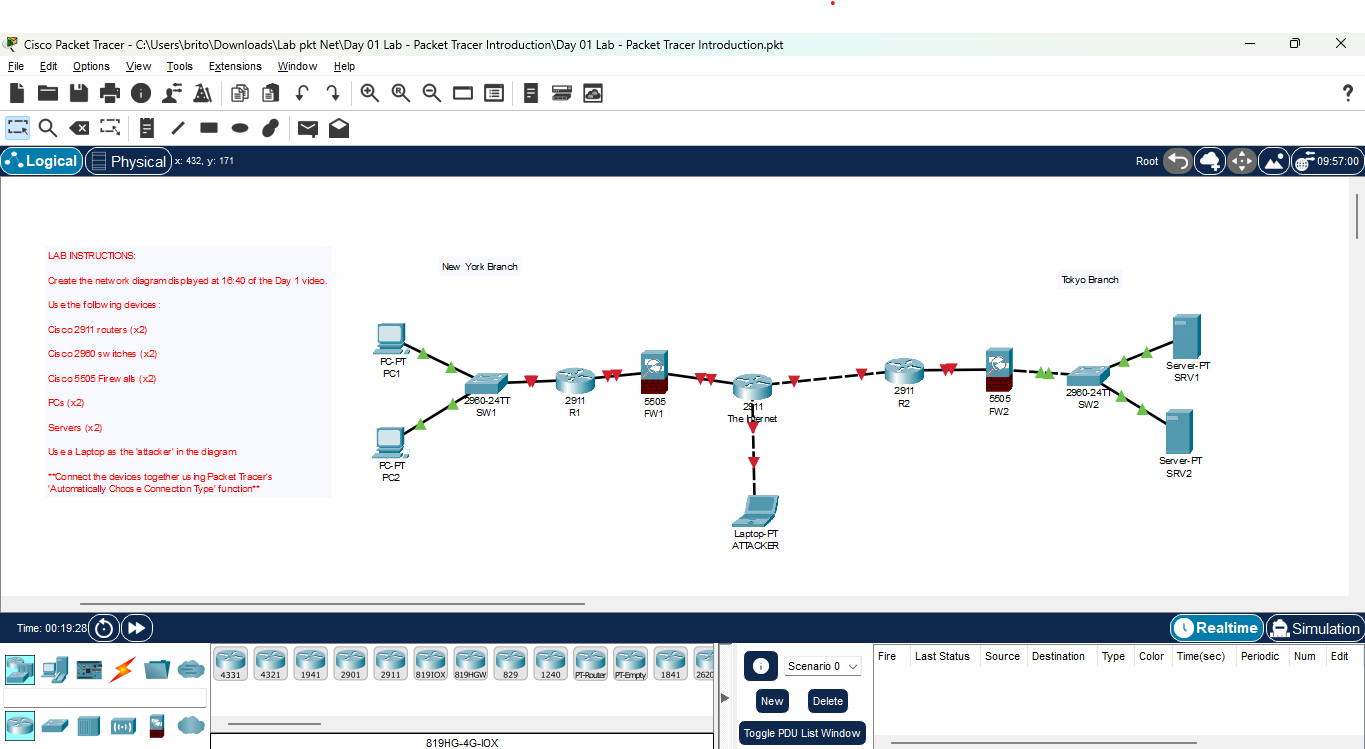 Cisco Packet Tracer - C:\Users\brito\Downloads\Lab pkt Net\Day 01 Lab - Packet Tracer Introduction\Day 01 Lab - Packet Tracer Introduction.pkt
File Edit Options View Tools Extensions Window Help
Logical Physical x: 432, y: 171 Root 09:57:00
LAB INSTRUCTIONS:
Create the network diagram displayed at 16:40 of the Day 1 video.
Use the following devices:
Cisco 2911 routers (x2)
Cisco 2960 switches (x2)
Cisco 5505 Firewalls (x2)
PCs (x2)
Servers (x2)
Use a Laptop as the 'attacker' in the diagram.
**Connect the devices together using Packet Tracer's
'Automatically Choose Connection Type' function**
New York Branch
Tokyo Branch
PC-PT
PC1
PC-PT
PC2
2960-24TT
SW1
2911
R1
5505
FW1
2911
The Internet
Laptop-PT
ATTACKER
2911
R2
5505
FW2
2960-24TT
SW2
Server-PT
SRV1
Server-PT
SRV2
Time: 00:19:28 Realtime Simulation
4331 4321 1941 2901 2911 819IOX 819HGW 829 1240 PT-Router PT-Empty 1841 2620
819HG-4G-IOX
Scenario 0
New Delete
Toggle PDU List Window
Fire Last Status Source Destination Type Color Time(sec) Periodic Num Edit